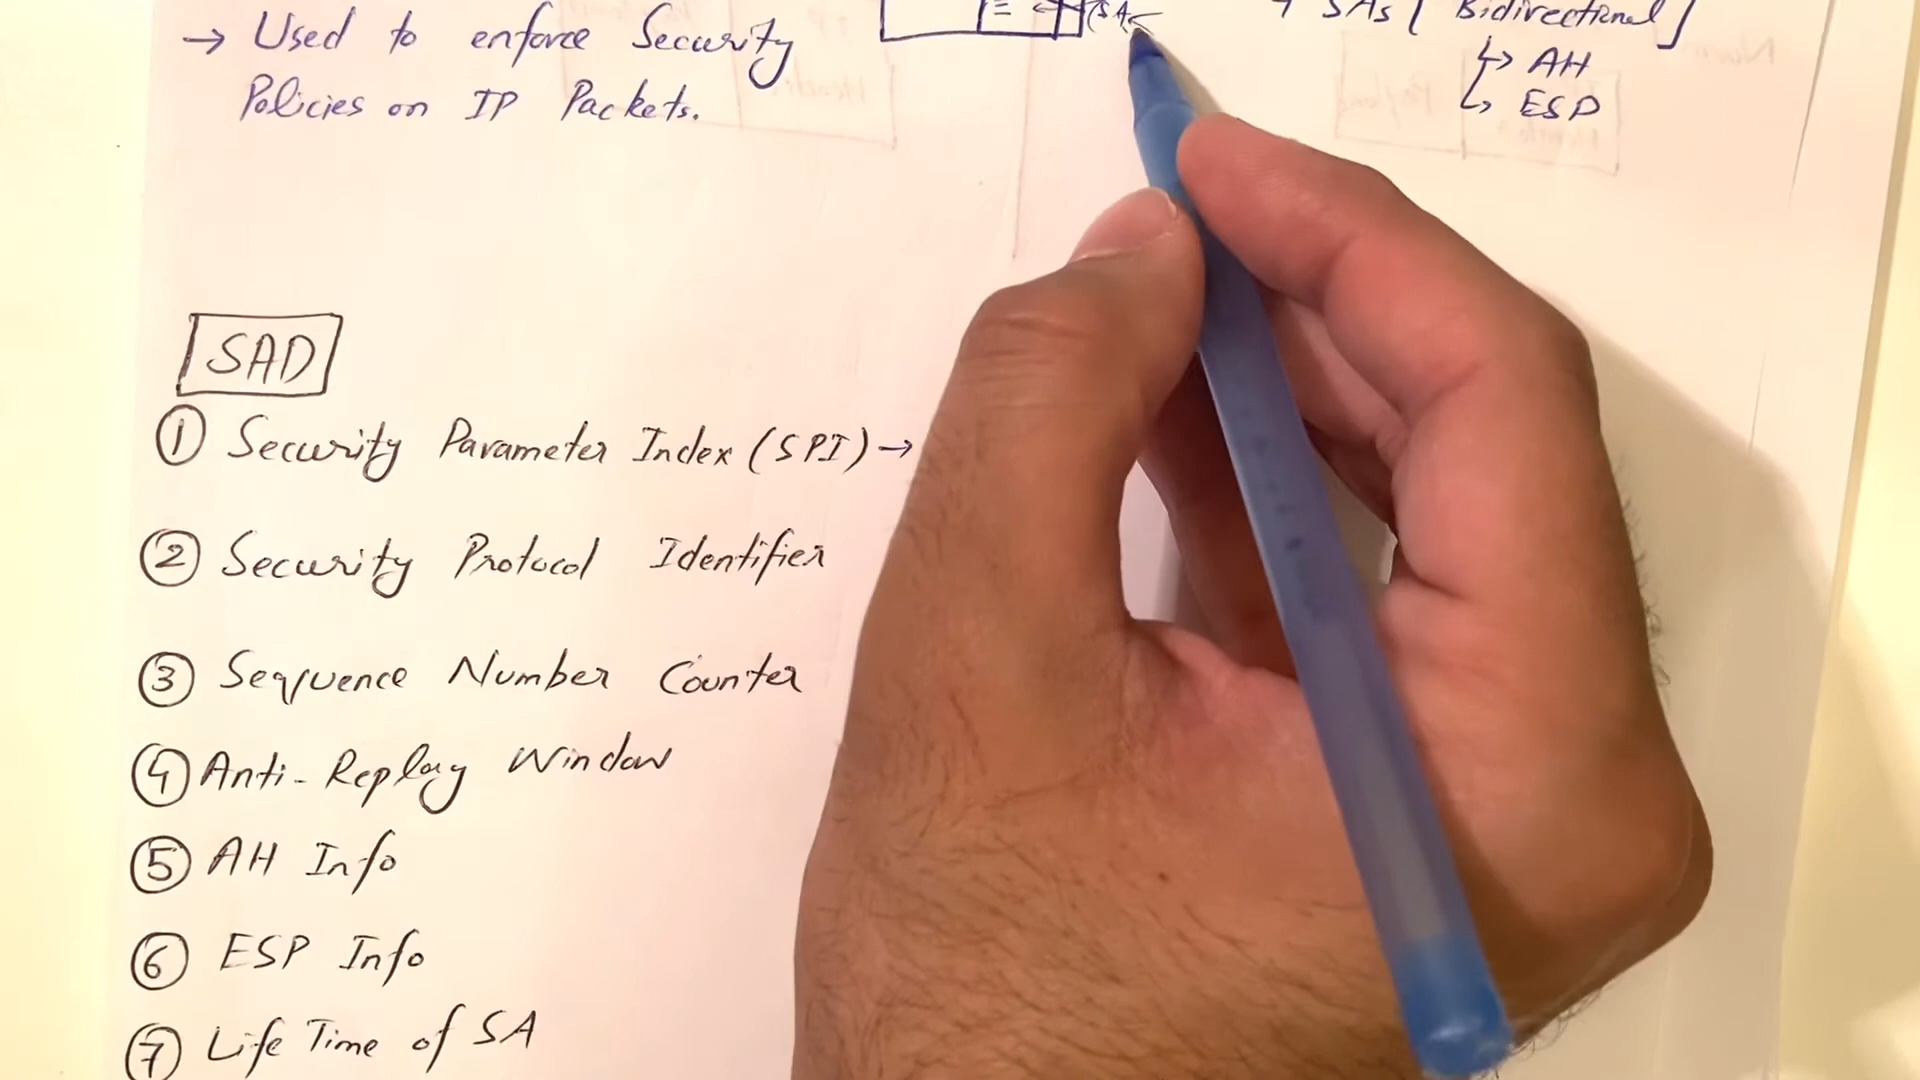 → Used to enforce Security
Policies on IP Packets.
SA
4 SAs [ Bidirectional ]
↳ AH
↳ ESP
SAD
① Security Parameter Index (SPI) →
② Security Protocol Identifier
③ Sequence Number Counter
④ Anti-Replay Window
⑤ AH Info
⑥ ESP Info
⑦ Life Time of SA